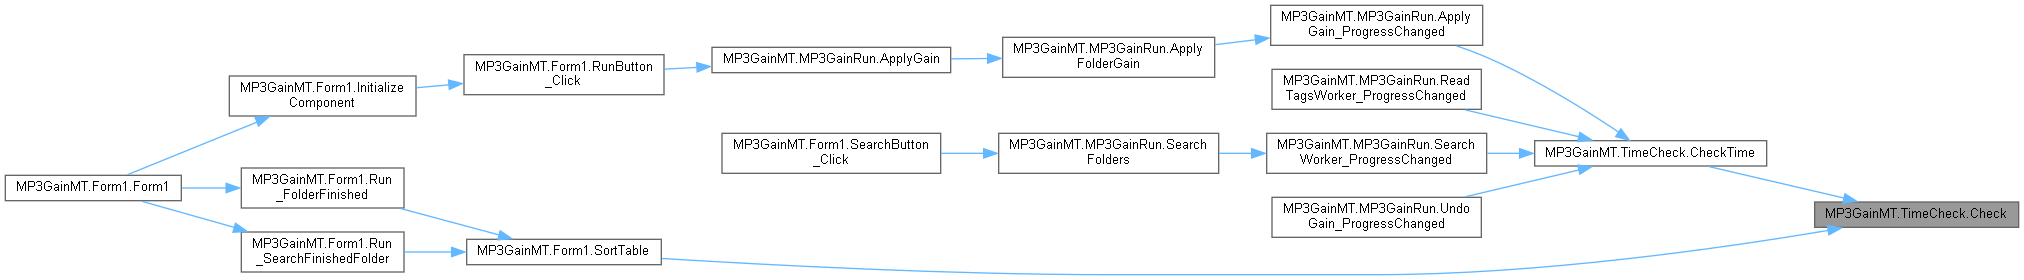 MP3GainMT.MP3GainRun.Apply
Gain_ProgressChanged
MP3GainMT.MP3GainRun.Apply
FolderGain
MP3GainMT.MP3GainRun.ApplyGain
MP3GainMT.Form1.RunButton
_Click
MP3GainMT.Form1.Initialize
Component
MP3GainMT.MP3GainRun.Read
TagsWorker_ProgressChanged
MP3GainMT.Form1.SearchButton
_Click
MP3GainMT.MP3GainRun.Search
Folders
MP3GainMT.MP3GainRun.Search
Worker_ProgressChanged
MP3GainMT.TimeCheck.CheckTime
MP3GainMT.Form1.Form1
MP3GainMT.Form1.Run
_FolderFinished
MP3GainMT.MP3GainRun.Undo
Gain_ProgressChanged
MP3GainMT.TimeCheck.Check
MP3GainMT.Form1.Run
_SearchFinishedFolder
MP3GainMT.Form1.SortTable